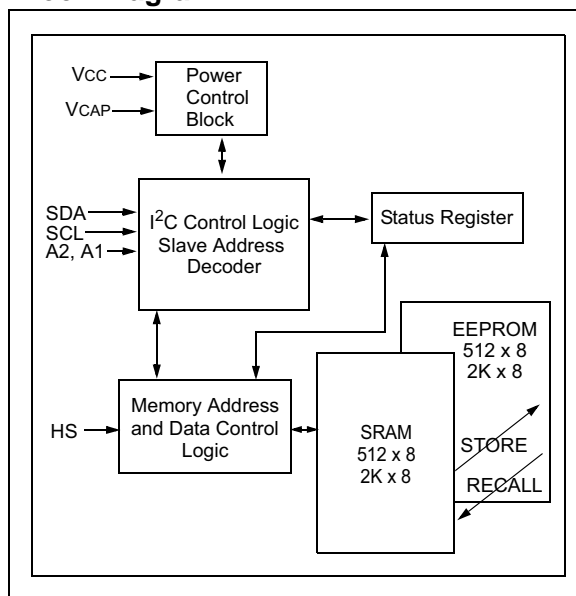 VCC
VCAP
Power
Control
Block
SDA
SCL
A2, A1
I²C Control Logic
Slave Address
Decoder
Status Register
HS
Memory Address
and Data Control
Logic
SRAM
512 x 8
2K x 8
EEPROM
512 x 8
2K x 8
STORE
RECALL